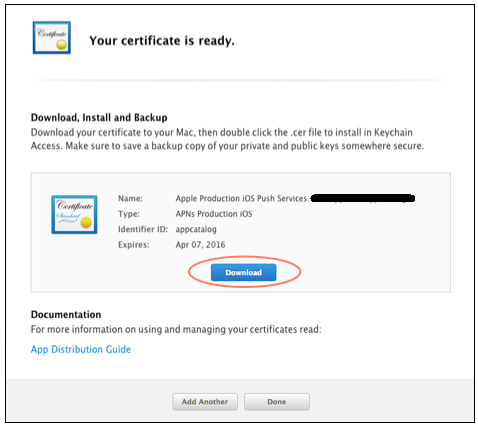 Certificate
Your certificate is ready.
Download, Install and Backup
Download your certificate to your Mac, then double click the .cer file to install in Keychain
Access. Make sure to save a backup copy of your private and public keys somewhere secure.
Certificate
Standard
Name: Apple Production iOS Push Services:
Type: APNs Production iOS
Identifier ID: appcatalog
Expires: Apr 07, 2016
Download
Documentation
For more information on using and managing your certificates read:
App Distribution Guide
Add Another Done